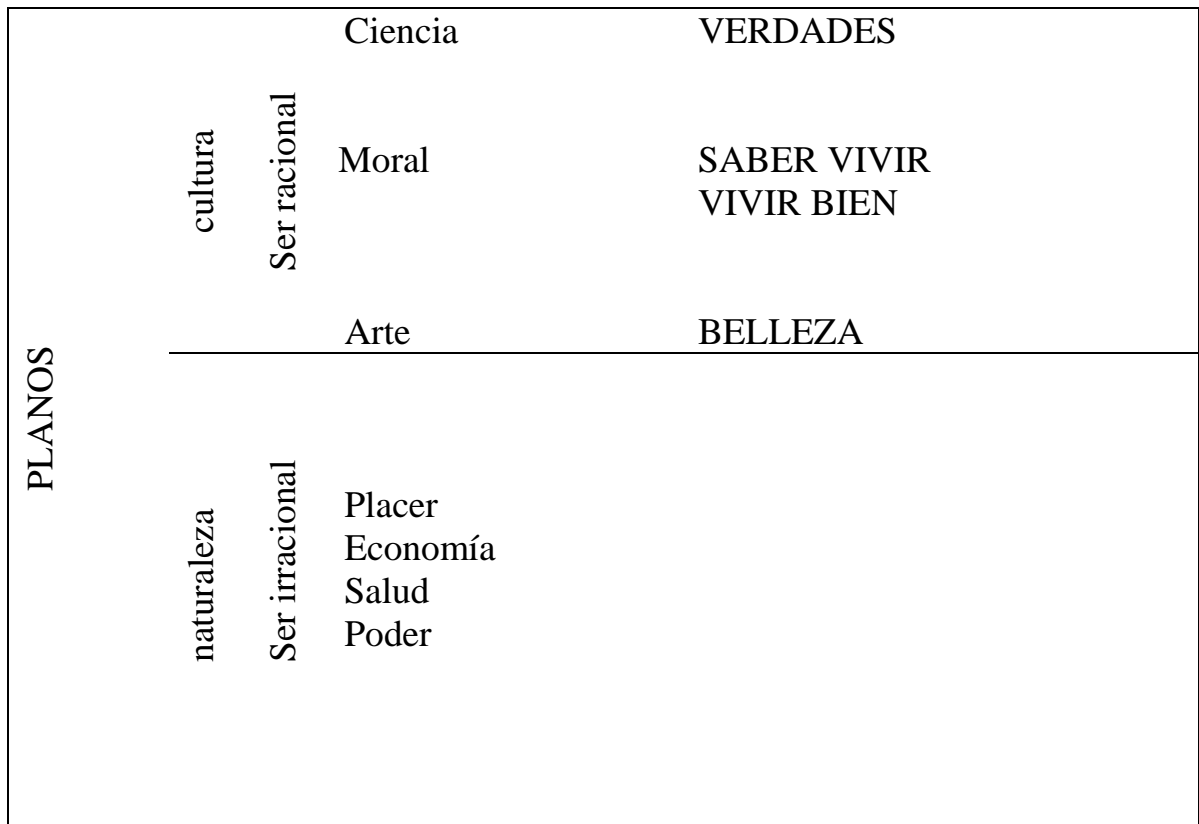 PLANOS
cultura
Ser racional
Ciencia VERDADES
Moral SABER VIVIR
VIVIR BIEN
Arte BELLEZA
naturaleza
Ser irracional
Placer
Economía
Salud
Poder